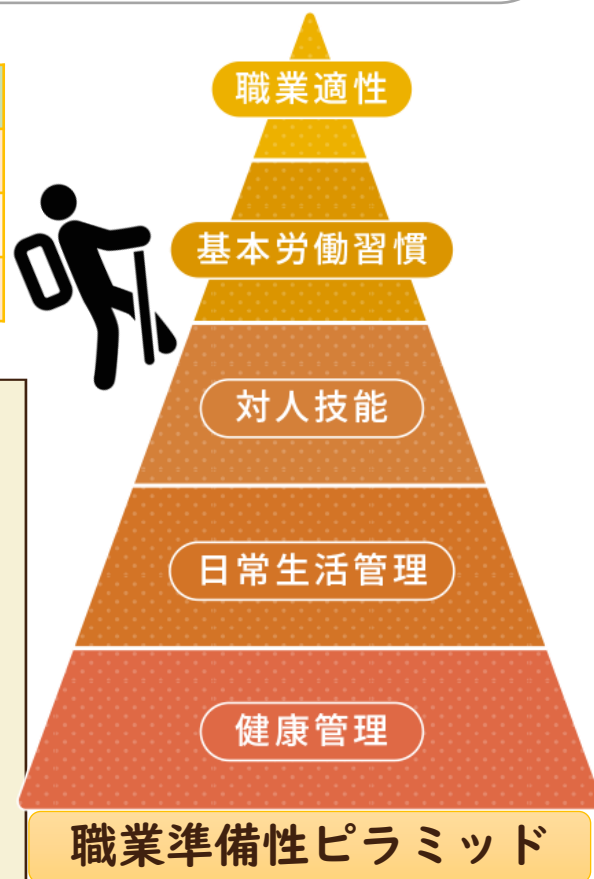 職業適性
基本労働習慣
対人技能
日常生活管理
健康管理
職業準備性ピラミッド